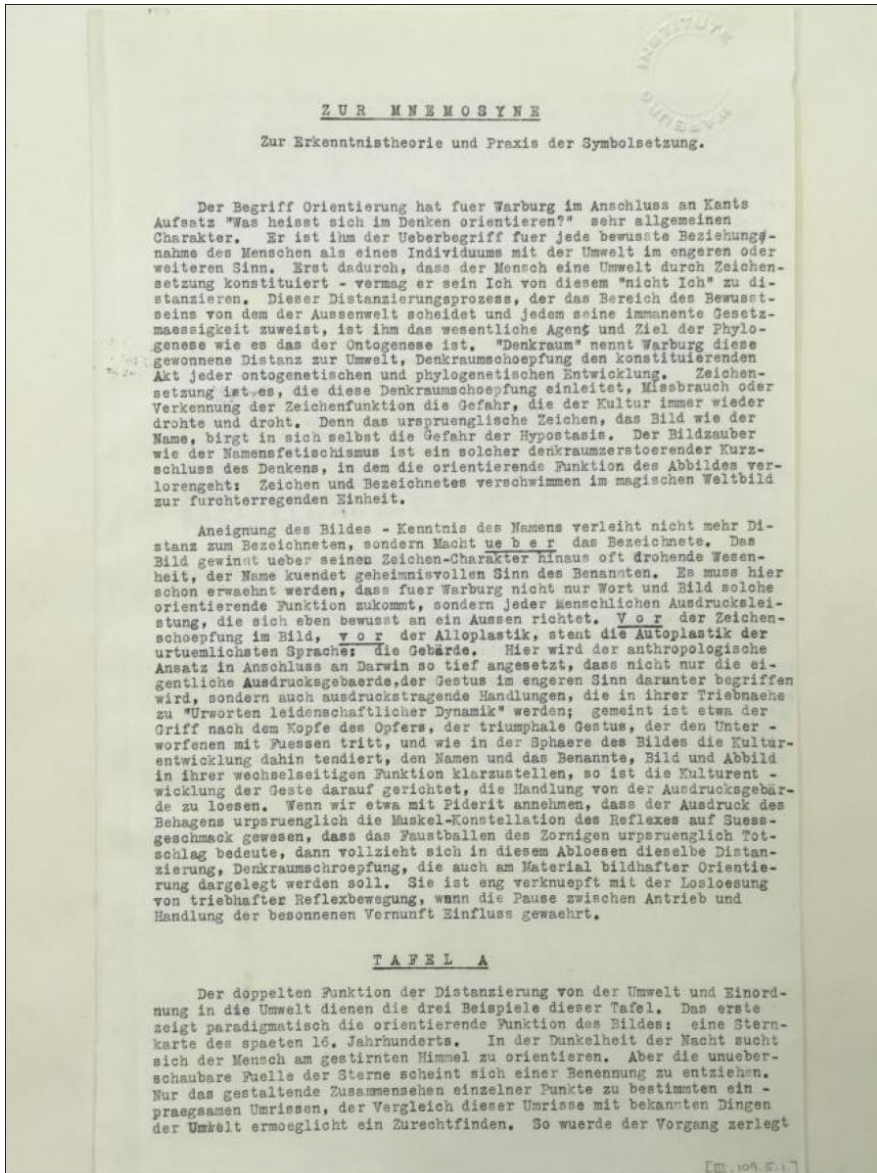 INSTITUTE
WARBURG
ZUR MNEMOSYNE
Zur Erkenntnistheorie und Praxis der Symbolsetzung.
Der Begriff Orientierung hat fuer Warburg im Anschluss an Kants
Aufsatz "Was heisst sich im Denken orientieren?" sehr allgemeinen
Charakter. Er ist ihm der Ueberbegriff fuer jede bewusste Beziehung-
nahme des Menschen als eines Individuums mit der Umwelt im engeren oder
weiteren Sinn. Erst dadurch, dass der Mensch eine Umwelt durch Zeichen-
setzung konstituiert - vermag er sein Ich von diesem "nicht Ich" zu di-
stanzieren. Dieser Distanzierungsprozess, der das Bereich des Bewusst-
seins von dem der Aussenwelt scheidet und jedem seine immanente Gesetz-
maessigkeit zuweist, ist ihm das wesentliche Agens und Ziel der Phylo-
genese wie es das der Ontogenese ist. "Denkraum" nennt Warburg diese
gewonnene Distanz zur Umwelt, Denkraumschoepfung den konstituierenden
Akt jeder ontogenetischen und phylogenetischen Entwicklung. Zeichen-
setzung ist es, die diese Denkraumschoepfung einleitet, Missbrauch oder
Verkennung der Zeichenfunktion die Gefahr, die der Kultur immer wieder
drohte und droht. Denn das urspruenglische Zeichen, das Bild wie der
Name, birgt in sich selbst die Gefahr der Hypostasis. Der Bildzauber
wie der Namensfetischismus ist ein solcher denkraumzerstoerender Kurz-
schluss des Denkens, in dem die orientierende Funktion des Abbildes ver-
lorengeht: Zeichen und Bezeichnetes verschwimmen im magischen Weltbild
zur furchterregenden Einheit.
Aneignung des Bildes - Kenntnis des Namens verleiht nicht mehr Di-
stanz zum Bezeichneten, sondern Macht ueber das Bezeichnete. Das
Bild gewinnt ueber seinen Zeichen-Charakter hinaus oft drohende Wesen-
heit, der Name kuendet geheimnisvollen Sinn des Benannten. Es muss hier
schon erwaehnt werden, dass fuer Warburg nicht nur Wort und Bild solche
orientierende Funktion zukommt, sondern jeder Menschlichen Ausdruckslei-
stung, die sich eben bewusst an ein Aussen richtet. Vor der Zeichen-
schoepfung im Bild, vor der Alloplastik, steht die Autoplastik der
urtuemlichsten Sprache: die Gebärde. Hier wird der anthropologische
Ansatz in Anschluss an Darwin so tief angesetzt, dass nicht nur die ei-
gentliche Ausdrucksgebaerde,der Gestus im engeren Sinn darunter begriffen
wird, sondern auch ausdruckstragende Handlungen, die in ihrer Triebnaehe
zu "Urworten leidenschaftlicher Dynamik" werden; gemeint ist etwa der
Griff nach dem Kopfe des Opfers, der triumphale Gestus, der den Unter -
worfenen mit Fuessen tritt, und wie in der Sphaere des Bildes die Kultur-
entwicklung dahin tendiert, den Namen und das Benannte, Bild und Abbild
in ihrer wechselseitigen Funktion klarzustellen, so ist die Kulturent -
wicklung der Geste darauf gerichtet, die Handlung von der Ausdrucksgebär-
de zu loesen. Wenn wir etwa mit Piderit annehmen, dass der Ausdruck des
Behagens urpsruenglich die Muskel-Konstellation des Reflexes auf Suess-
geschmack gewesen, dass das Faustballen des Zornigen urpsruenglich Tot-
schlag bedeute, dann vollzieht sich in diesem Abloesen dieselbe Distan-
zierung, Denkraumschroepfung, die auch am Material bildhafter Orientie-
rung dargelegt werden soll. Sie ist eng verknuepft mit der Losloesung
von triebhafter Reflexbewegung, wenn die Pause zwischen Antrieb und
Handlung der besonnenen Vernunft Einfluss gewaehrt.
TAFEL A
Der doppelten Funktion der Distanzierung von der Umwelt und Einord-
nung in die Umwelt dienen die drei Beispiele dieser Tafel. Das erste
zeigt paradigmatisch die orientierende Funktion des Bildes: eine Stern-
karte des spaeten 16. Jahrhunderts. In der Dunkelheit der Nacht sucht
sich der Mensch am gestirnten Himmel zu orientieren. Aber die unueber-
schaubare Fuelle der Sterne scheint sich einer Benennung zu entziehen.
Nur das gestaltende Zusammensehen einzelner Punkte zu bestimmten ein -
praegsamen Umrissen, der Vergleich dieser Umrisse mit bekannten Dingen
der Umwelt ermoeglicht ein Zurechtfinden. So wuerde der Vorgang zerlegt
[III.109.5.1.]